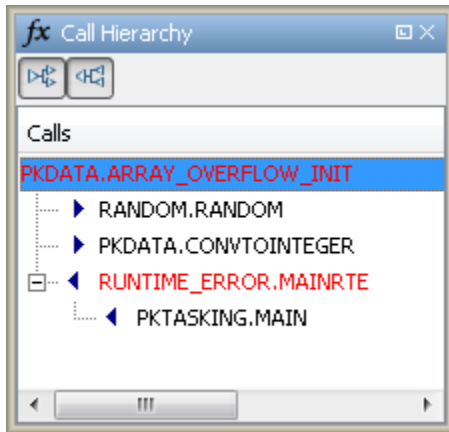 fx Call Hierarchy
Calls
PKDATA.ARRAY_OVERFLOW_INIT
RANDOM.RANDOM
PKDATA.CONVTOINTEGER
RUNTIME_ERROR.MAINRTE
PKTASKING.MAIN